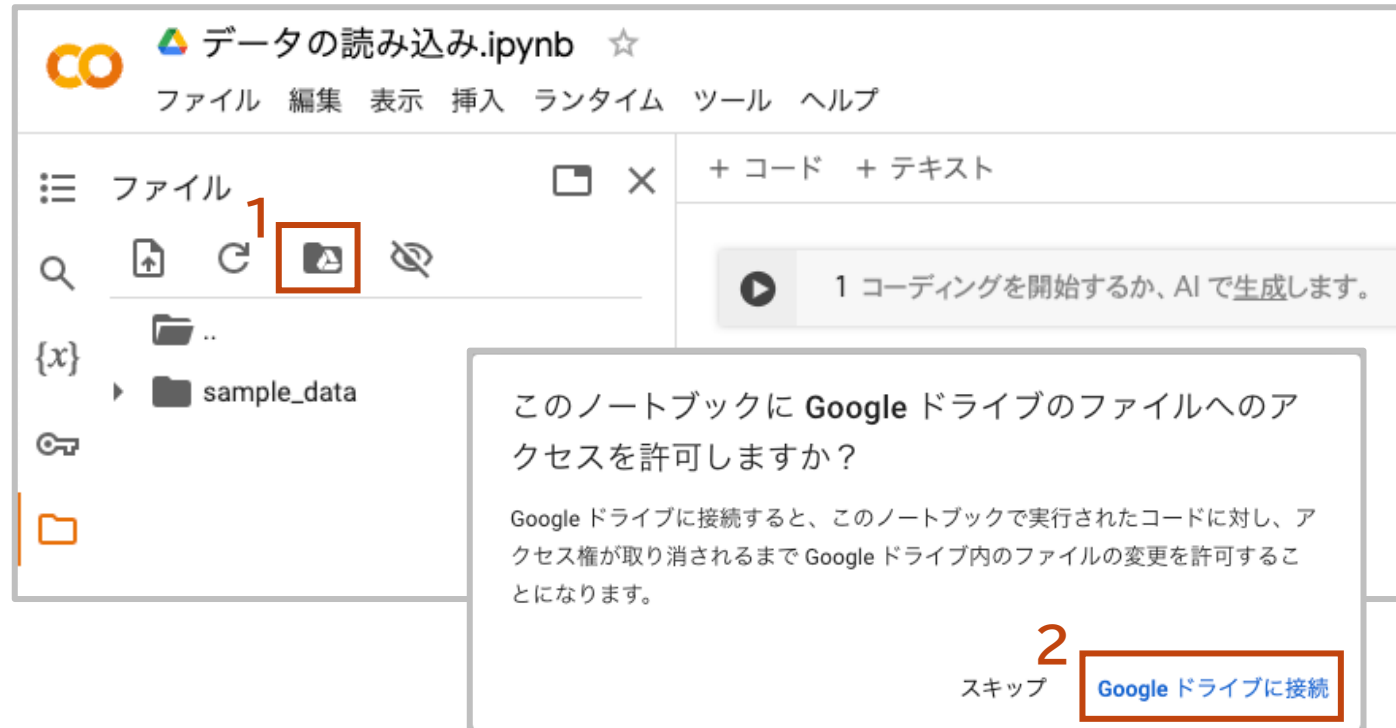 データの読み込み.ipynb
ファイル 編集 表示 挿入 ランタイム ツール ヘルプ
ファイル
+ コード + テキスト
1
1 コーディングを開始するか、AI で生成します。
..
{x}
sample_data
このノートブックに Google ドライブのファイルへのア
クセスを許可しますか？
Google ドライブに接続すると、このノートブックで実行されたコードに対し、ア
クセス権が取り消されるまで Google ドライブ内のファイルの変更を許可するこ
とになります。
2
スキップ Google ドライブに接続